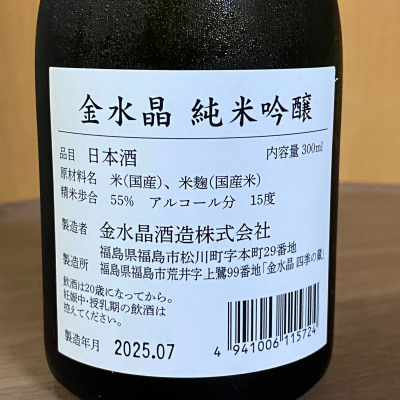 金水晶 純米吟醸
品目 日本酒 内容量 300ml
原材料名 米(国産)、米麹(国産米)
精米歩合 55% アルコール分 15度
製造者 金水晶酒造株式会社
福島県福島市松川町字本町29番地
製造所 福島県福島市荒井字上鷺99番地「金水晶 四季の蔵」
飲酒は20歳になってから。
妊娠中・授乳期の飲酒は
控えてください。
製造年月 2025.07
4 941006 115724